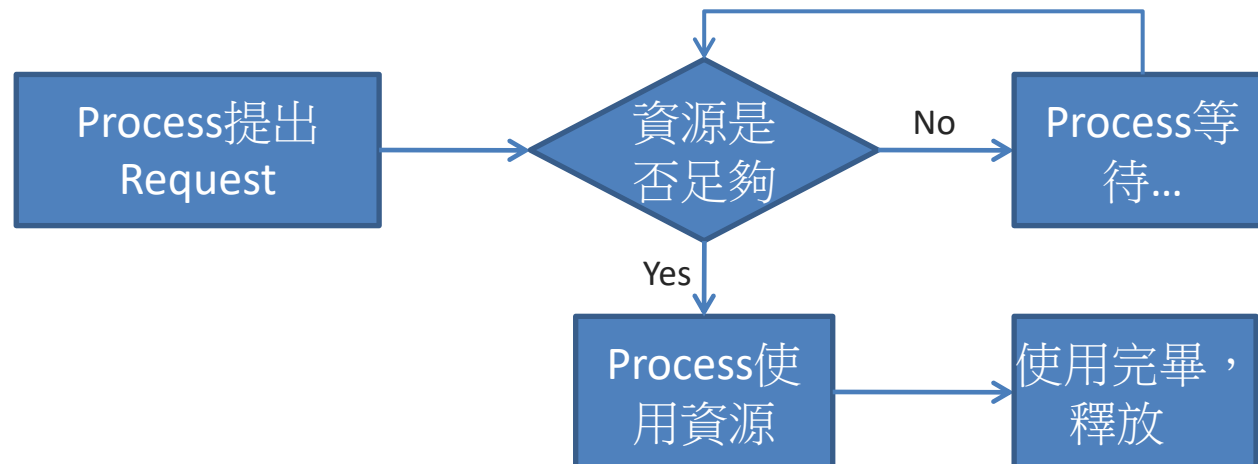 Process提出
Request
資源是
否足夠
No
Process等
待...
Yes
Process使
用資源
使用完畢，
釋放